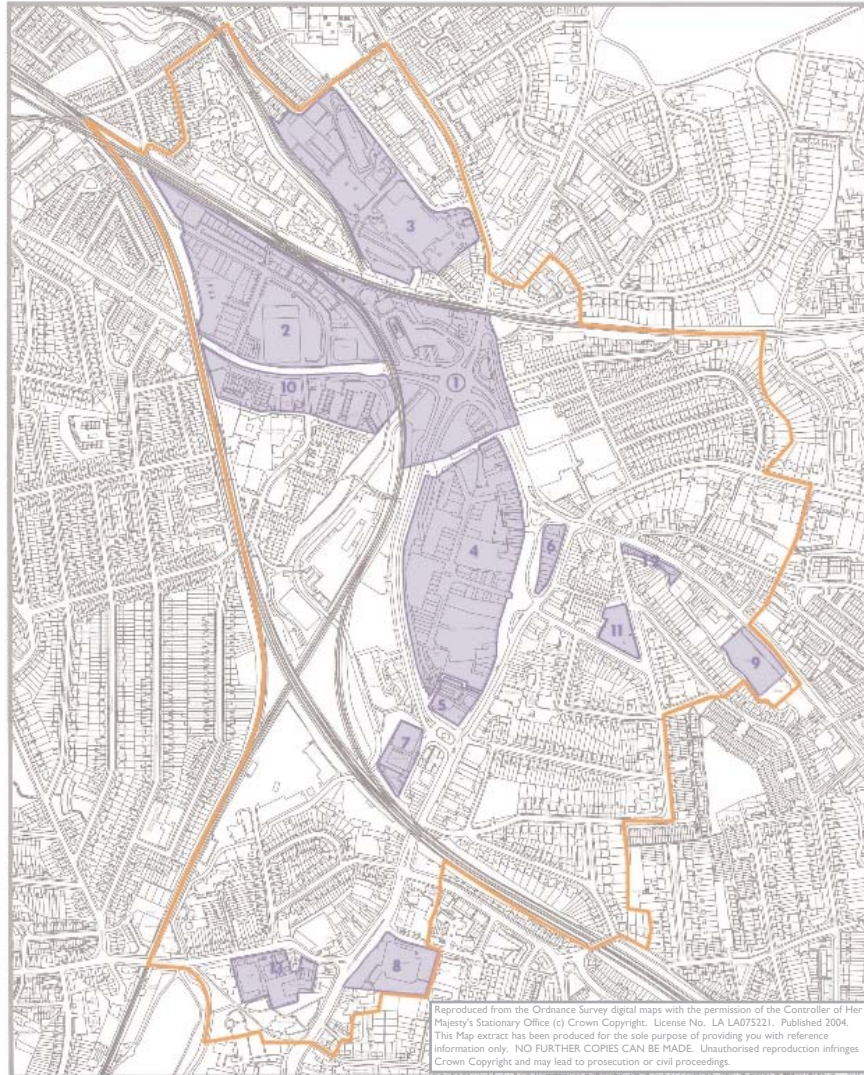 3
2
1
10
4
6
12
11
9
5
7
8
Reproduced from the Ordnance Survey digital maps with the permission of the Controller of Her
Majesty's Stationary Office (c) Crown Copyright. License No. LA LA075221. Published 2004.
This Map extract has been produced for the sole purpose of providing you with reference
information only. NO FURTHER COPIES CAN BE MADE. Unauthorised reproduction infringes
Crown Copyright and may lead to prosecution or civil proceedings.